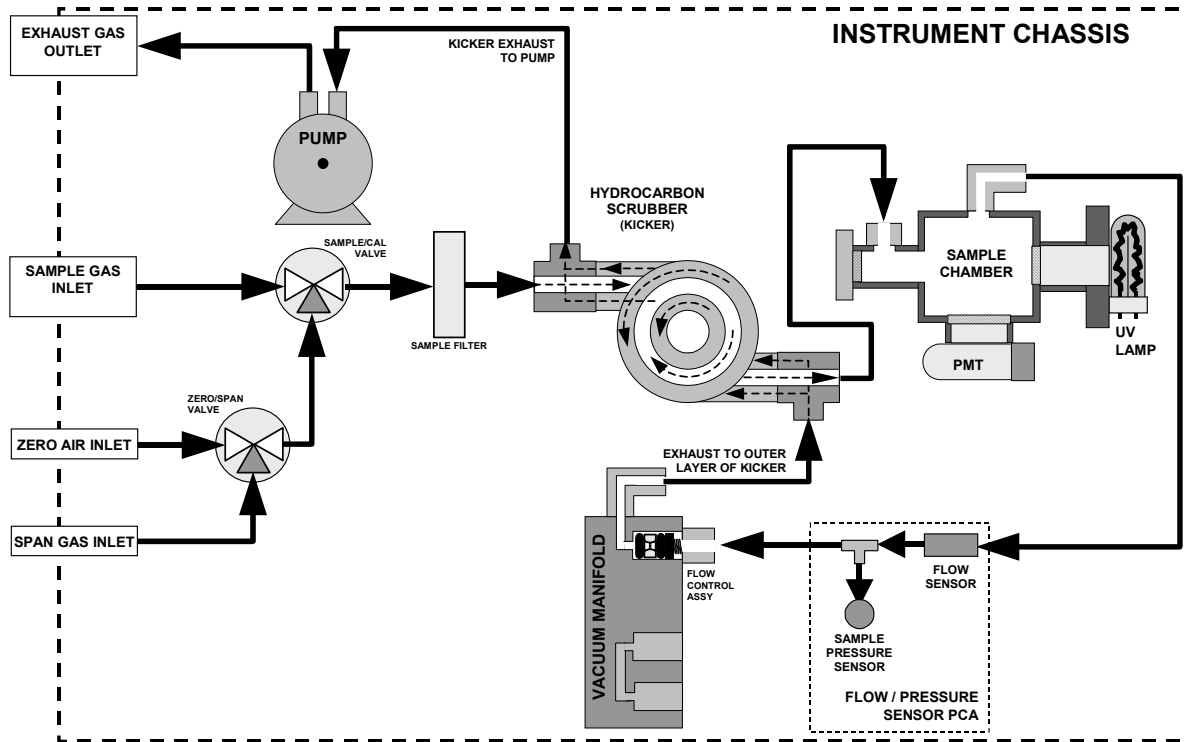 EXHAUST GAS
OUTLET
KICKER EXHAUST
TO PUMP
INSTRUMENT CHASSIS
PUMP
HYDROCARBON
SCRUBBER
(KICKER)
SAMPLE/CAL
VALVE
SAMPLE GAS
INLET
SAMPLE FILTER
SAMPLE
CHAMBER
UV
LAMP
PMT
ZERO/SPAN
VALVE
ZERO AIR INLET
EXHAUST TO OUTER
LAYER OF KICKER
SPAN GAS INLET
VACUUM MANIFOLD
FLOW
CONTROL
ASSY
FLOW
SENSOR
SAMPLE
PRESSURE
SENSOR
FLOW / PRESSURE
SENSOR PCA